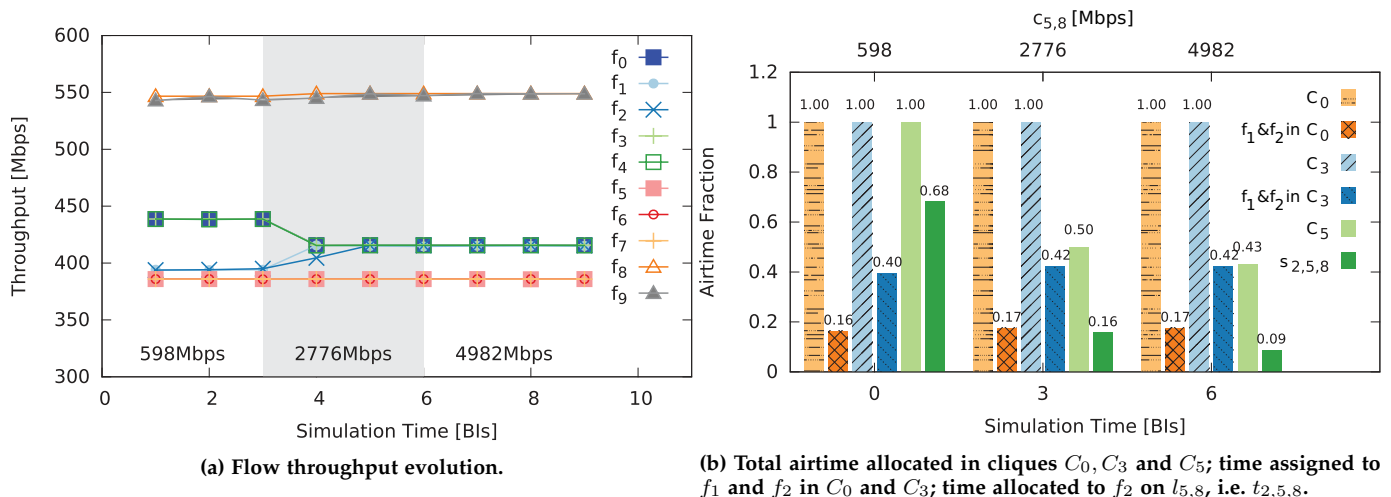 600
550
500
450
400
350
300
Throughput [Mbps]
f0
f1
f2
f3
f4
f5
f6
f7
f8
f9
598Mbps 2776Mbps 4982Mbps
0 2 4 6 8 10
Simulation Time [BIs]
(a) Flow throughput evolution.
c5,8 [Mbps]
598 2776 4982
1.2
1
0.8
0.6
0.4
0.2
0
Airtime Fraction
1.00 0.16 1.00 0.40 1.00 0.68
1.00 0.17 1.00 0.42 0.50 0.16
1.00 0.17 1.00 0.42 0.43 0.09
C0
f1&f2 in C0
C3
f1&f2 in C3
C5
s2,5,8
0 3 6
Simulation Time [BIs]
(b) Total airtime allocated in cliques C0, C3 and C5; time assigned to
f1 and f2 in C0 and C3; time allocated to f2 on l5,8, i.e. t2,5,8.